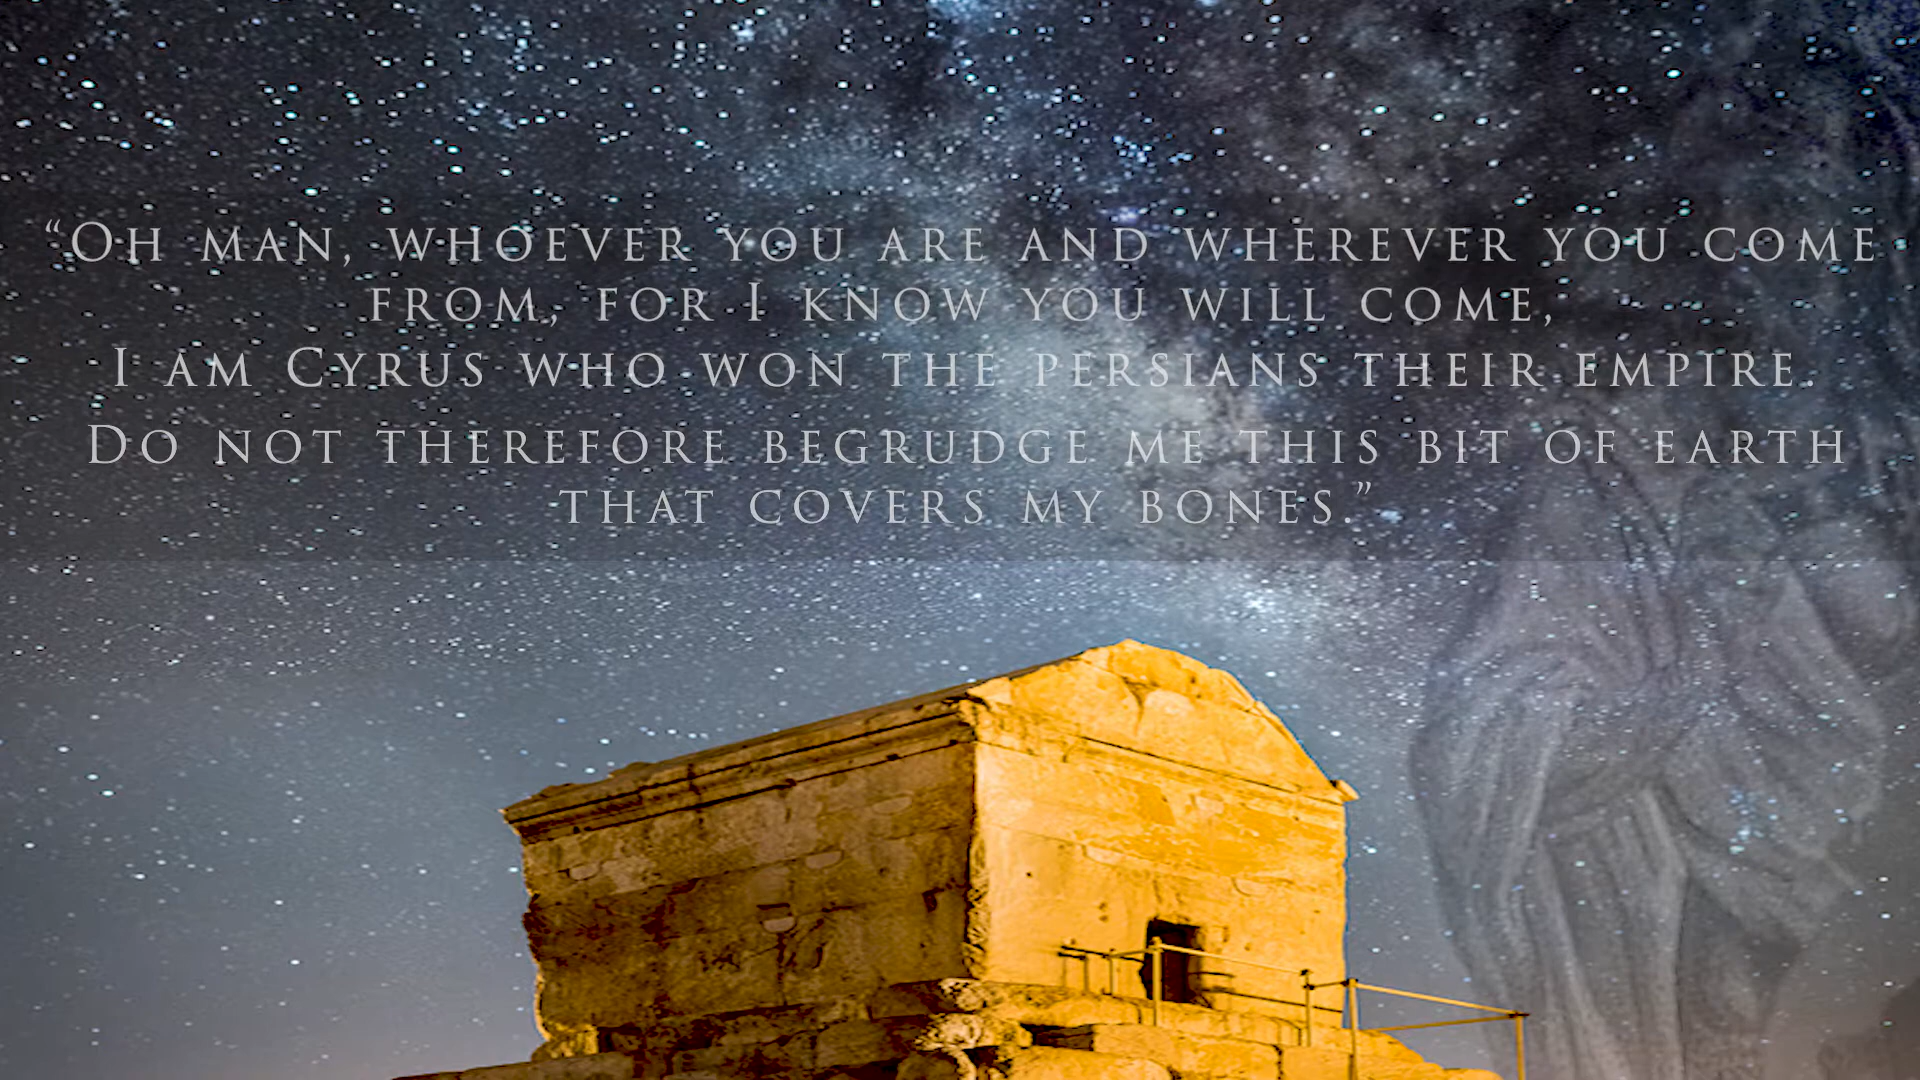 “Oh man, whoever you are and wherever you come
from, for I know you will come,
I am Cyrus who won the persians their empire.
Do not therefore begrudge me this bit of earth
that covers my bones.”